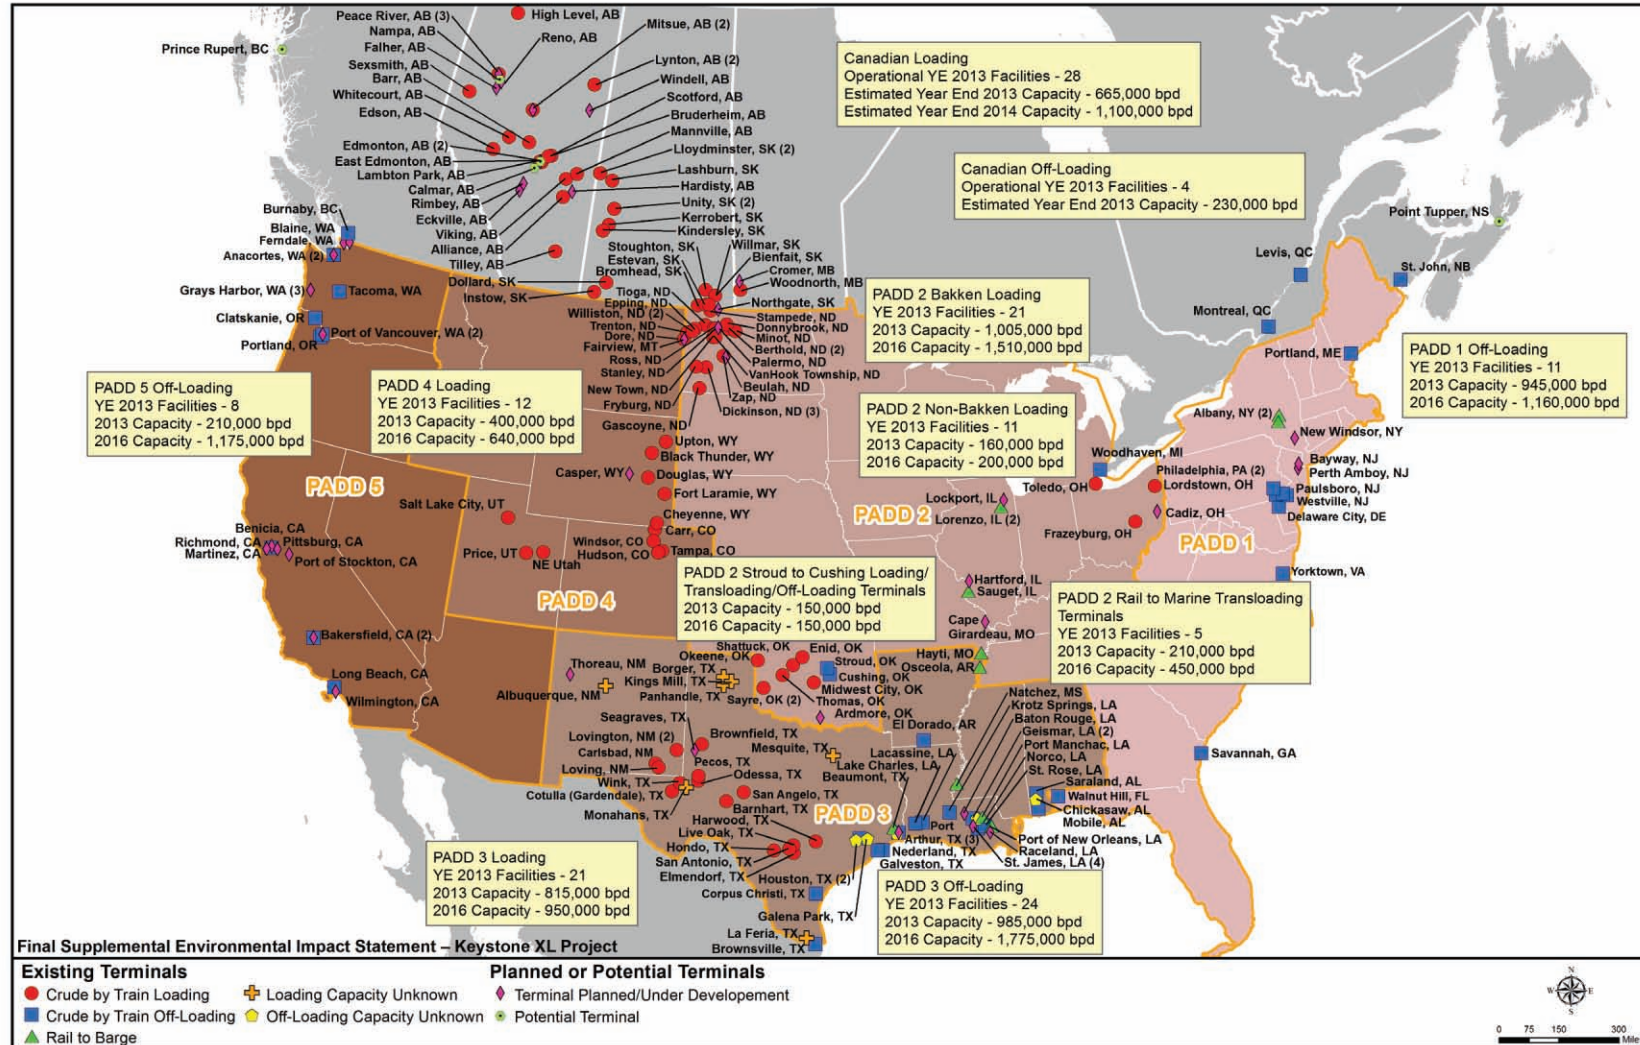 Peace River, AB (3)
High Level, AB
Mitsue, AB (2)
Nampa, AB
Reno, AB
Prince Rupert, BC
Falher, AB
Sexsmith, AB
Lynton, AB (2)
Barr, AB
Windell, AB
Whitecourt, AB
Scotford, AB
Edson, AB
Bruderheim, AB
Mannville, AB
Edmonton, AB (2)
Lloydminster, SK (2)
East Edmonton, AB
Lashburn, SK
Lambton Park, AB
Hardisty, AB
Calmar, AB
Rimbey, AB
Unity, SK (2)
Eckville, AB
Kerrobert, SK
Viking, AB
Kindersley, SK
Alliance, AB
Tilley, AB
Canadian Loading
Operational YE 2013 Facilities - 28
Estimated Year End 2013 Capacity - 665,000 bpd
Estimated Year End 2014 Capacity - 1,100,000 bpd
Canadian Off-Loading
Operational YE 2013 Facilities - 4
Estimated Year End 2013 Capacity - 230,000 bpd
Point Tupper, NS
Levis, QC
St. John, NB
Montreal, QC
Portland, ME
Burnaby, BC
Blaine, WA
Ferndale, WA
Anacortes, WA (2)
Grays Harbor, WA (3)
Tacoma, WA
Clatskanie, OR
Port of Vancouver, WA (2)
Portland, OR
Stoughton, SK
Willmar, SK
Estevan, SK
Bienfait, SK
Bromhead, SK
Cromer, MB
Dollard, SK
Woodnorth, MB
Instow, SK
Tioga, ND
Northgate, SK
Epping, ND
Williston, ND (2)
Stampede, ND
Trenton, ND
Donnybrook, ND
Dore, ND
Minot, ND
Fairview, MT
Berthold, ND (2)
Ross, ND
Palermo, ND
Stanley, ND
VanHook Township, ND
New Town, ND
Beulah, ND
Zap, ND
Fryburg, ND
Dickinson, ND (3)
Gascoyne, ND
PADD 2 Bakken Loading
YE 2013 Facilities - 21
2013 Capacity - 1,005,000 bpd
2016 Capacity - 1,510,000 bpd
PADD 1 Off-Loading
YE 2013 Facilities - 11
2013 Capacity - 945,000 bpd
2016 Capacity - 1,160,000 bpd
PADD 5 Off-Loading
YE 2013 Facilities - 8
2013 Capacity - 210,000 bpd
2016 Capacity - 1,175,000 bpd
PADD 4 Loading
YE 2013 Facilities - 12
2013 Capacity - 400,000 bpd
2016 Capacity - 640,000 bpd
PADD 2 Non-Bakken Loading
YE 2013 Facilities - 11
2013 Capacity - 160,000 bpd
2016 Capacity - 200,000 bpd
Upton, WY
Black Thunder, WY
Casper, WY
Douglas, WY
Fort Laramie, WY
Cheyenne, WY
Carr, CO
Windsor, CO
Hudson, CO
Tampa, CO
Salt Lake City, UT
Price, UT
NE Utah
PADD 5
PADD 4
PADD 2
PADD 1
PADD 3
Benicia, CA
Richmond, CA
Pittsburg, CA
Martinez, CA
Port of Stockton, CA
Bakersfield, CA (2)
Long Beach, CA
Wilmington, CA
Albany, NY (2)
New Windsor, NY
Bayway, NJ
Perth Amboy, NJ
Woodhaven, MI
Philadelphia, PA (2)
Toledo, OH
Lordstown, OH
Paulsboro, NJ
Westville, NJ
Delaware City, DE
Cadiz, OH
Frazeyburg, OH
Yorktown, VA
Lockport, IL
Lorenzo, IL (2)
Hartford, IL
Sauget, IL
Cape
Girardeau, MO
Hayti, MO
Osceola, AR
PADD 2 Stroud to Cushing Loading/
Transloading/Off-Loading Terminals
2013 Capacity - 150,000 bpd
2016 Capacity - 150,000 bpd
PADD 2 Rail to Marine Transloading
Terminals
YE 2013 Facilities - 5
2013 Capacity - 210,000 bpd
2016 Capacity - 450,000 bpd
Shattuck, OK
Enid, OK
Okeene, OK
Stroud, OK
Thoreau, NM
Borger, TX
Cushing, OK
Kings Mill, TX
Midwest City, OK
Albuquerque, NM
Panhandle, TX
Sayre, OK (2)
Thomas, OK
Ardmore, OK
Seagraves, TX
Brownfield, TX
Lovington, NM (2)
Mesquite, TX
Carlsbad, NM
Pecos, TX
Loving, NM
Odessa, TX
Wink, TX
Cotulla (Gardendale), TX
San Angelo, TX
Monahans, TX
Barnhart, TX
Harwood, TX
Live Oak, TX
Hondo, TX
San Antonio, TX
Elmendorf, TX
Houston, TX (2)
Corpus Christi, TX
Galena Park, TX
La Feria, TX
Brownsville, TX
El Dorado, AR
Lacassine, LA
Lake Charles, LA
Beaumont, TX
Natchez, MS
Krotz Springs, LA
Baton Rouge, LA
Geismar, LA (2)
Port Manchac, LA
Norco, LA
St. Rose, LA
Saraland, AL
Walnut Hill, FL
Chickasaw, AL
Mobile, AL
Savannah, GA
Port
Arthur, TX (3)
Port of New Orleans, LA
Nederland, TX
Raceland, LA
Galveston, TX
St. James, LA (4)
PADD 3 Loading
YE 2013 Facilities - 21
2013 Capacity - 815,000 bpd
2016 Capacity - 950,000 bpd
PADD 3 Off-Loading
YE 2013 Facilities - 24
2013 Capacity - 985,000 bpd
2016 Capacity - 1,775,000 bpd
Final Supplemental Environmental Impact Statement – Keystone XL Project
Existing Terminals
Planned or Potential Terminals
Crude by Train Loading
Loading Capacity Unknown
Terminal Planned/Under Developement
Crude by Train Off-Loading
Off-Loading Capacity Unknown
Potential Terminal
Rail to Barge
N
W
E
S
0 75 150 300
Miles